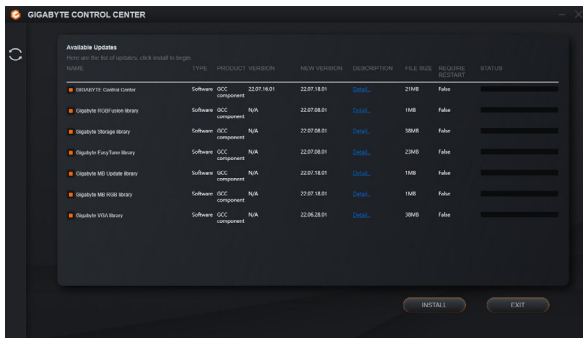 GIGABYTE CONTROL CENTER
Available Updates
Here are the list of updates, click install to begin.
NAME TYPE PRODUCT VERSION NEW VERSION DESCRIPTION FILE SIZE REQUIRE RESTART STATUS
GIGABYTE Control Center Software GCC component 22.07.16.01 22.07.18.01 Detail... 21MB False
Gigabyte RGBFusion library Software GCC component N/A 22.07.08.01 Detail... 1MB False
Gigabyte Storage library Software GCC component N/A 22.07.08.01 Detail... 38MB False
Gigabyte EasyTune library Software GCC component N/A 22.07.08.01 Detail... 23MB False
Gigabyte MB Update library Software GCC component N/A 22.07.18.01 Detail... 1MB False
Gigabyte MB RGB library Software GCC component N/A 22.07.18.01 Detail... 1MB False
Gigabyte VGA library Software GCC component N/A 22.06.28.01 Detail... 38MB False
INSTALL EXIT